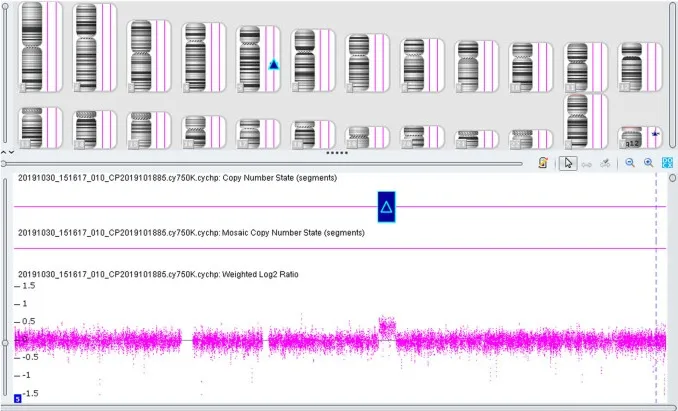 q12
20191030_151617_010_CP2019101885.cy750K.cychp: Copy Number State (segments)
20191030_151617_010_CP2019101885.cy750K.cychp: Mosaic Copy Number State (segments)
20191030_151617_010_CP2019101885.cy750K.cychp: Weighted Log2 Ratio
1.5
1
0.5
0
-0.5
-1
-1.5
5